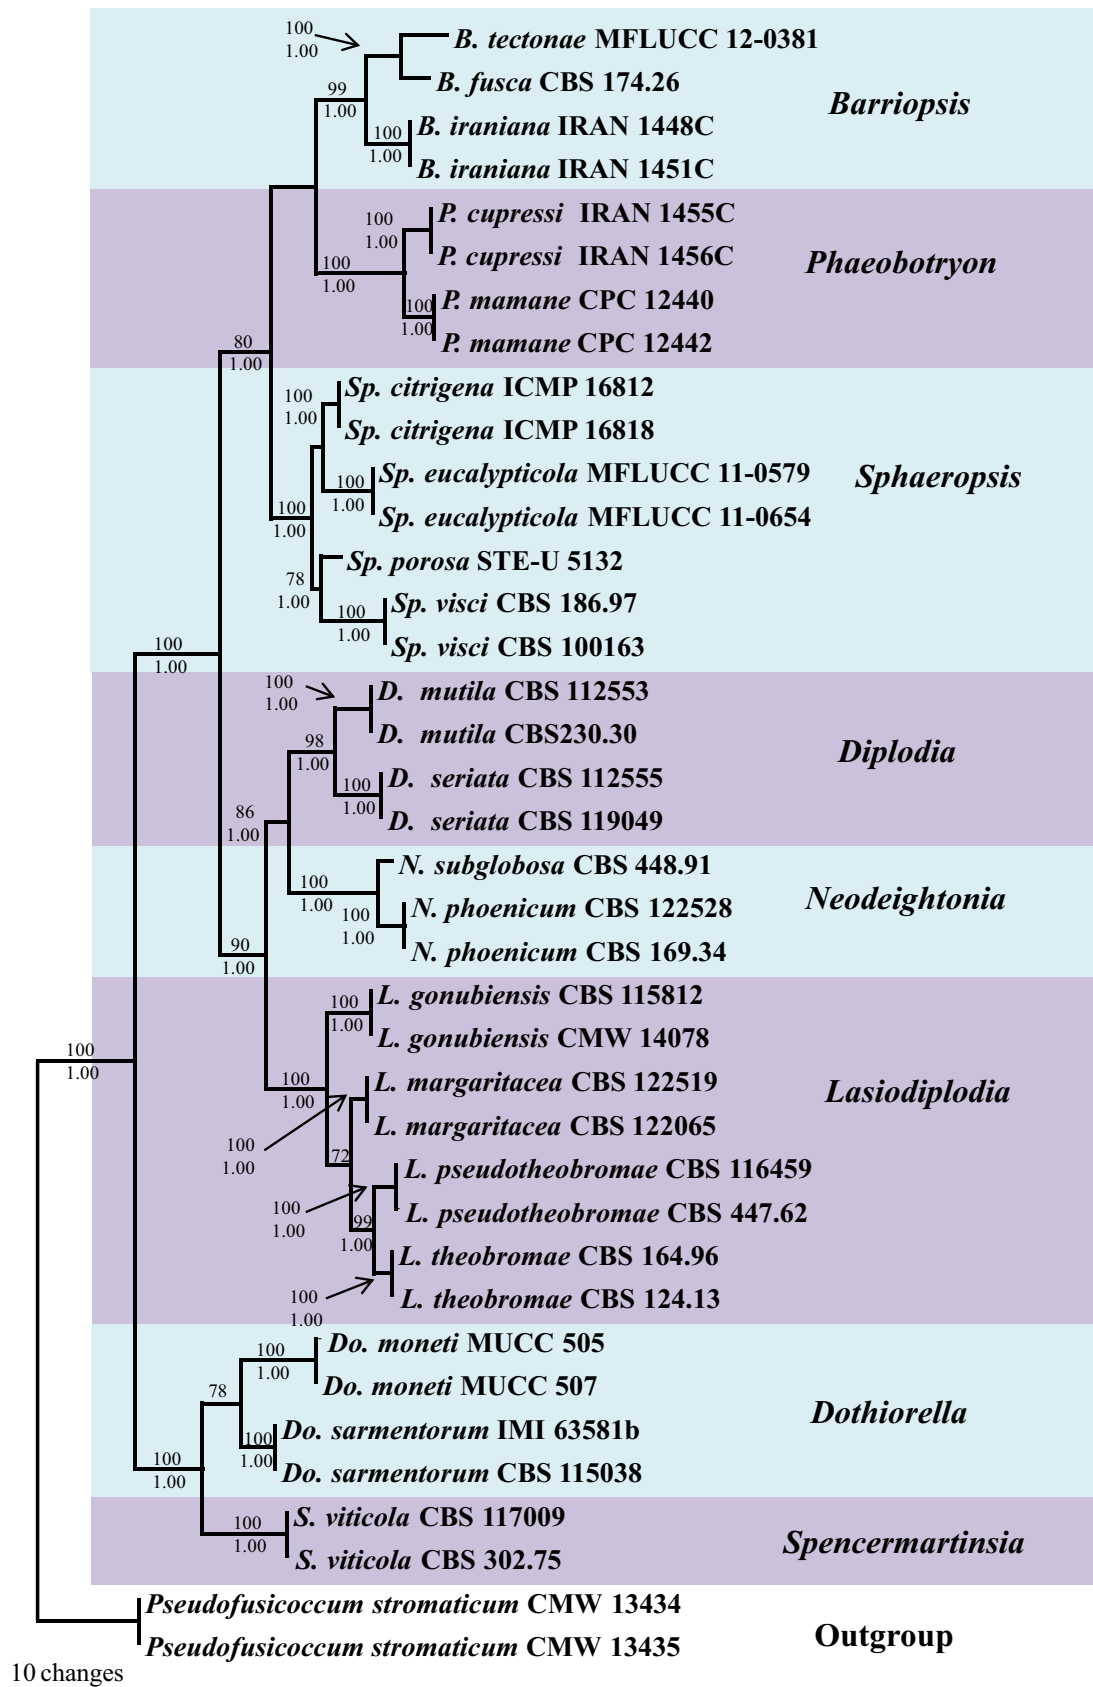 100
1.00
B. tectonae MFLUCC 12-0381
B. fusca CBS 174.26
99
1.00
Barriopsis
B. iraniana IRAN 1448C
100
1.00
B. iraniana IRAN 1451C
P. cupressi IRAN 1455C
100
1.00
P. cupressi IRAN 1456C
100
1.00
Phaeobotryon
P. mamane CPC 12440
100
1.00
P. mamane CPC 12442
80
1.00
Sp. citrigena ICMP 16812
100
1.00
Sp. citrigena ICMP 16818
Sp. eucalypticola MFLUCC 11-0579
Sphaeropsis
100
1.00
Sp. eucalypticola MFLUCC 11-0654
100
1.00
Sp. porosa STE-U 5132
78
1.00
Sp. visci CBS 186.97
100
1.00
Sp. visci CBS 100163
100
1.00
D. mutila CBS 112553
100
1.00
D. mutila CBS230.30
98
1.00
Diplodia
D. seriata CBS 112555
100
1.00
D. seriata CBS 119049
86
1.00
N. subglobosa CBS 448.91
100
1.00
Neodeightonia
N. phoenicum CBS 122528
100
1.00
N. phoenicum CBS 169.34
90
1.00
L. gonubiensis CBS 115812
100
1.00
L. gonubiensis CMW 14078
100
1.00
L. margaritacea CBS 122519
100
1.00
Lasiodiplodia
L. margaritacea CBS 122065
100
1.00
72
L. pseudotheobromae CBS 116459
100
1.00
L. pseudotheobromae CBS 447.62
99
1.00
L. theobromae CBS 164.96
100
1.00
L. theobromae CBS 124.13
Do. moneti MUCC 505
100
1.00
Do. moneti MUCC 507
78
Dothiorella
Do. sarmentorum IMI 63581b
100
1.00
Do. sarmentorum CBS 115038
100
1.00
S. viticola CBS 117009
100
1.00
Spencermartinsia
S. viticola CBS 302.75
Pseudofusicoccum stromaticum CMW 13434
Outgroup
Pseudofusicoccum stromaticum CMW 13435
10 changes